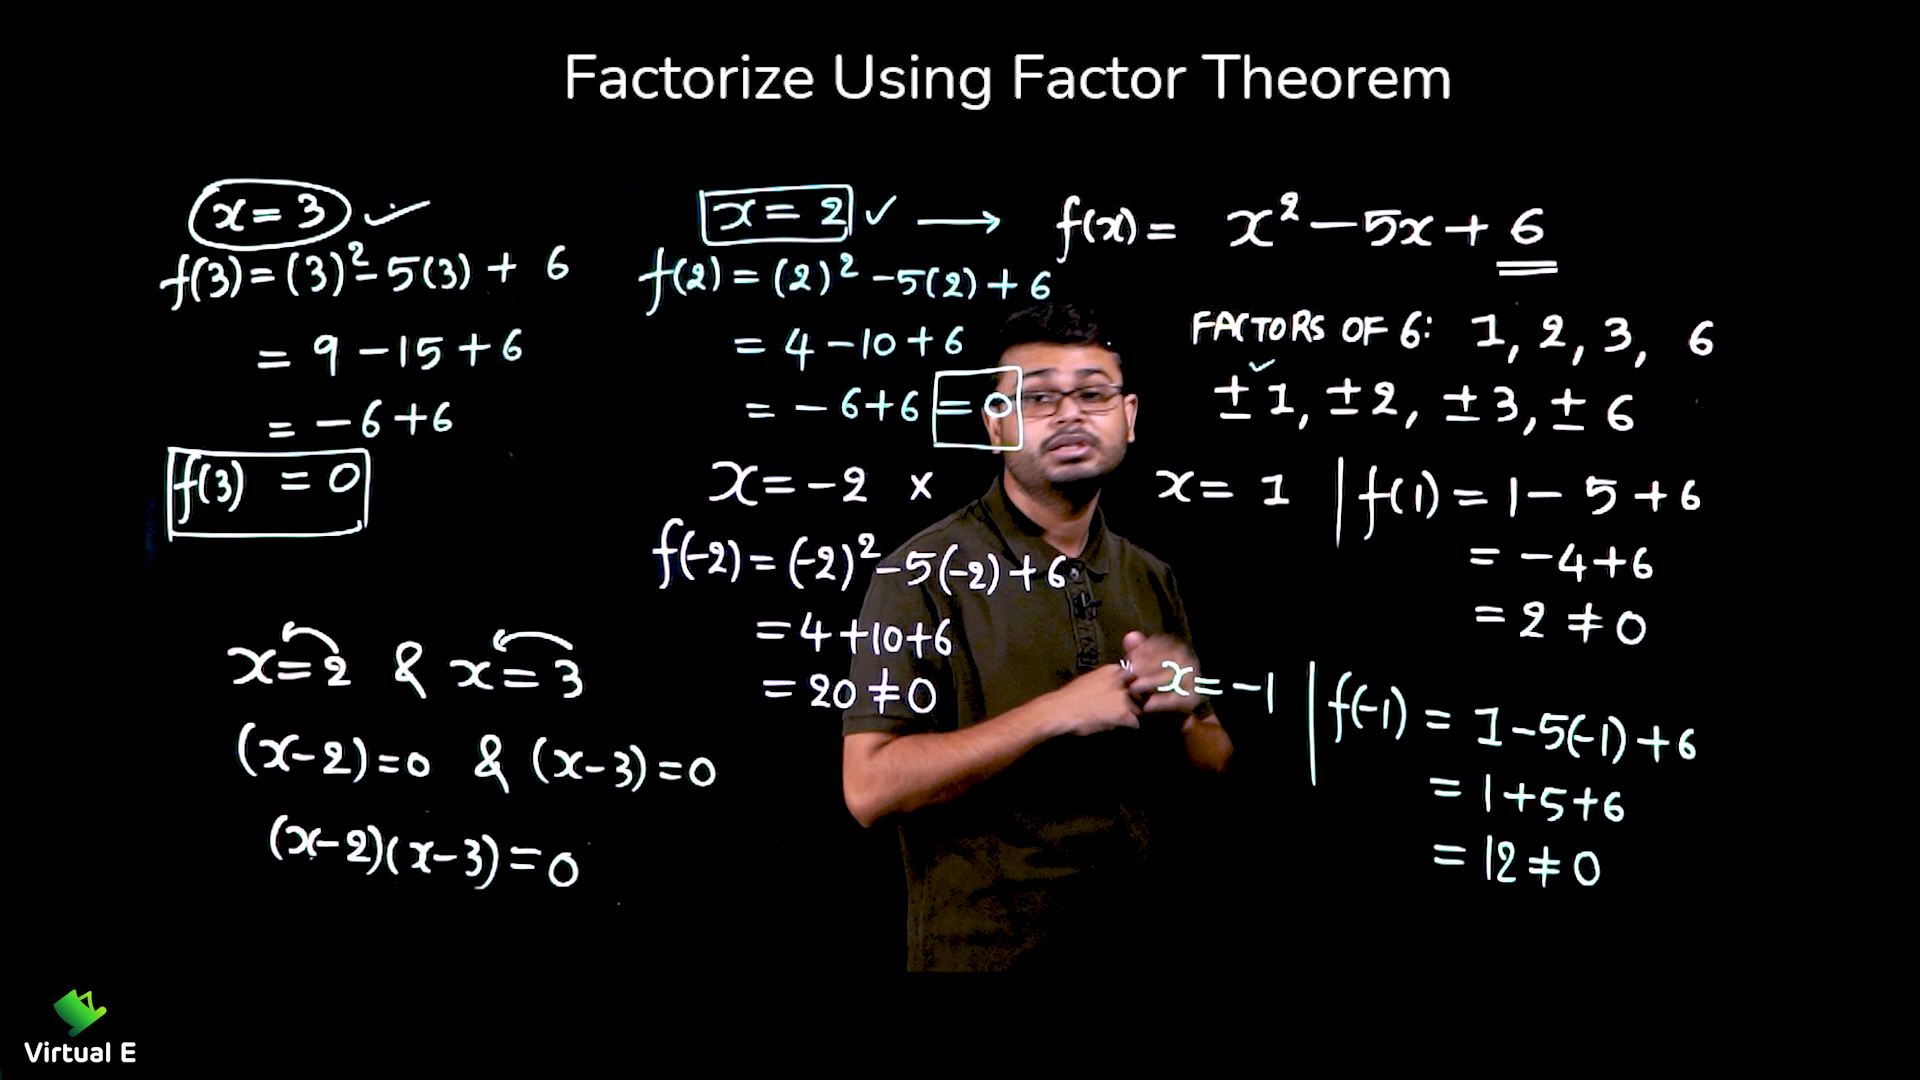 Factorize Using Factor Theorem
x=3 ✓
f(3)=(3)²-5(3)+6
=9-15+6
=-6+6
f(3)=0
x=2 & x=3
(x-2)=0 & (x-3)=0
(x-2)(x-3)=0
x=2 ✓ →
f(2)=(2)²-5(2)+6
=4-10+6
=-6+6=0
x=-2 ×
f(-2)=(-2)²-5(-2)+6
=4+10+6
=20≠0
f(x)=x²-5x+6
FACTORS OF 6: 1, 2, 3, 6
±1, ±2, ±3, ±6
x=1 | f(1)=1-5+6
=-4+6
=2≠0
x=-1 | f(-1)=1-5(-1)+6
=1+5+6
=12≠0
Virtual E